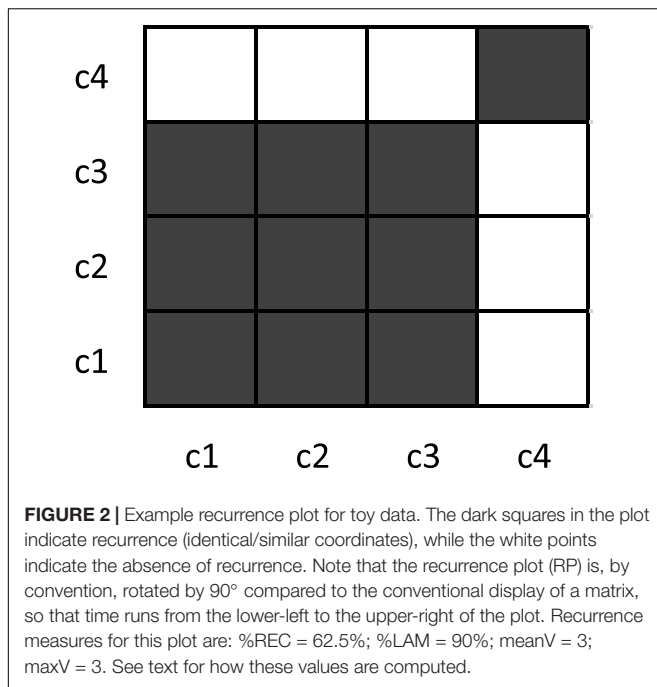 c4
c3
c2
c1
c1 c2 c3 c4
FIGURE 2 | Example recurrence plot for toy data. The dark squares in the plot
indicate recurrence (identical/similar coordinates), while the white points
indicate the absence of recurrence. Note that the recurrence plot (RP) is, by
convention, rotated by 90° compared to the conventional display of a matrix,
so that time runs from the lower-left to the upper-right of the plot. Recurrence
measures for this plot are: %REC = 62.5%; %LAM = 90%; meanV = 3;
maxV = 3. See text for how these values are computed.